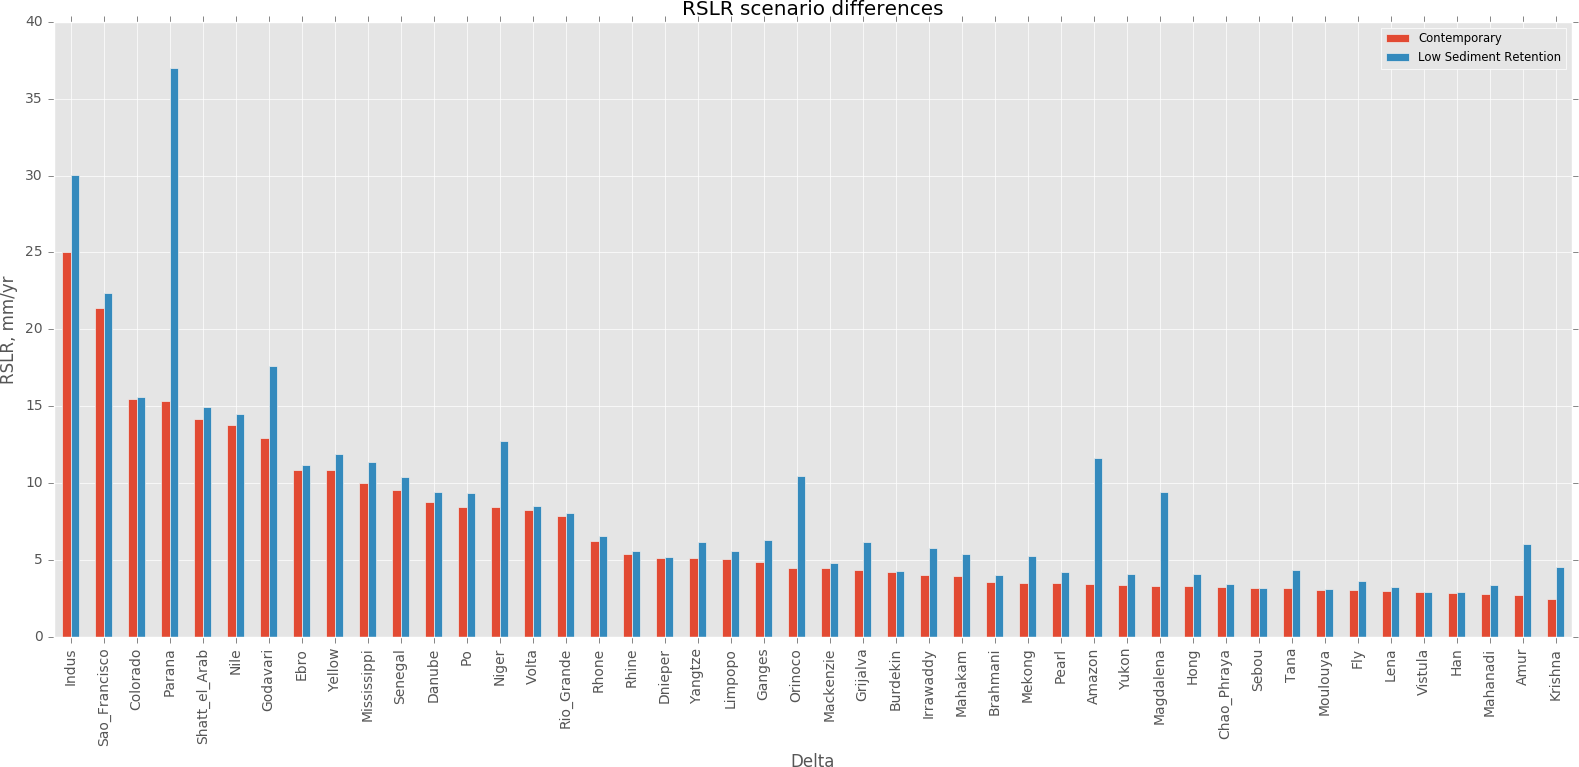 RSLR scenario differences
Contemporary
Low Sediment Retention
RSLR, mm/yr
40
35
30
25
20
15
10
5
0
Indus
Sao_Francisco
Colorado
Parana
Shatt_el_Arab
Nile
Godavari
Ebro
Yellow
Mississippi
Senegal
Danube
Po
Niger
Volta
Rio_Grande
Rhone
Rhine
Dnieper
Yangtze
Limpopo
Ganges
Orinoco
Mackenzie
Grijalva
Burdekin
Irrawaddy
Mahakam
Brahmani
Mekong
Pearl
Amazon
Yukon
Magdalena
Hong
Chao_Phraya
Sebou
Tana
Moulouya
Fly
Lena
Vistula
Han
Mahanadi
Amur
Krishna
Delta